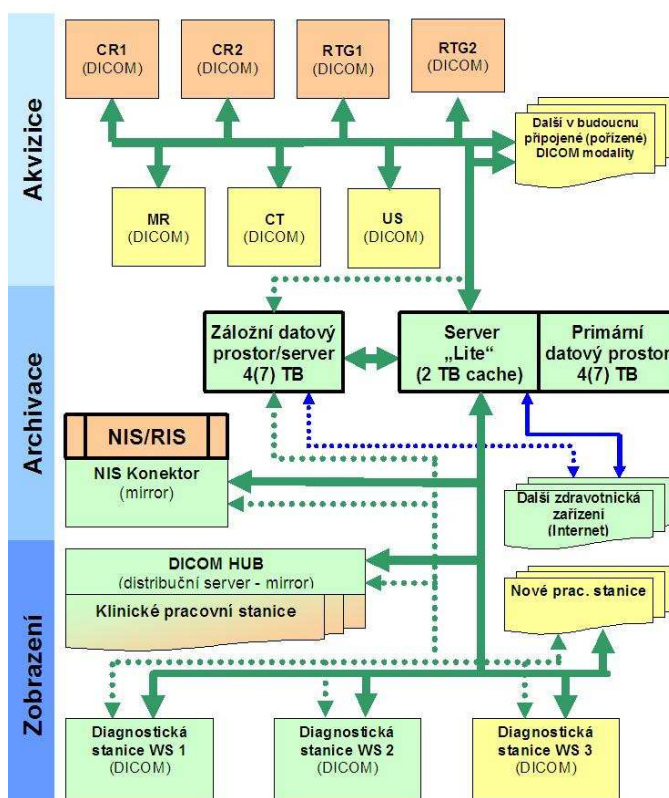 Akvizice
CR1
(DICOM)
CR2
(DICOM)
RTG1
(DICOM)
RTG2
(DICOM)
Další v budoucnu
připojené (pořízené)
DICOM modality
MR
(DICOM)
CT
(DICOM)
US
(DICOM)
Archivace
Záložní datový
prostor/server
4(7) TB
Server
„Lite“
(2 TB cache)
Primární
datový prostor
4(7) TB
NIS/RIS
NIS Konektor
(mirror)
Další zdravotnická
zařízení
(Internet)
Zobrazení
DICOM HUB
(distribuční server - mirror)
Klinické pracovní stanice
Nové prac. stanice
Diagnostická
stanice WS 1
(DICOM)
Diagnostická
stanice WS 2
(DICOM)
Diagnostická
stanice WS 3
(DICOM)